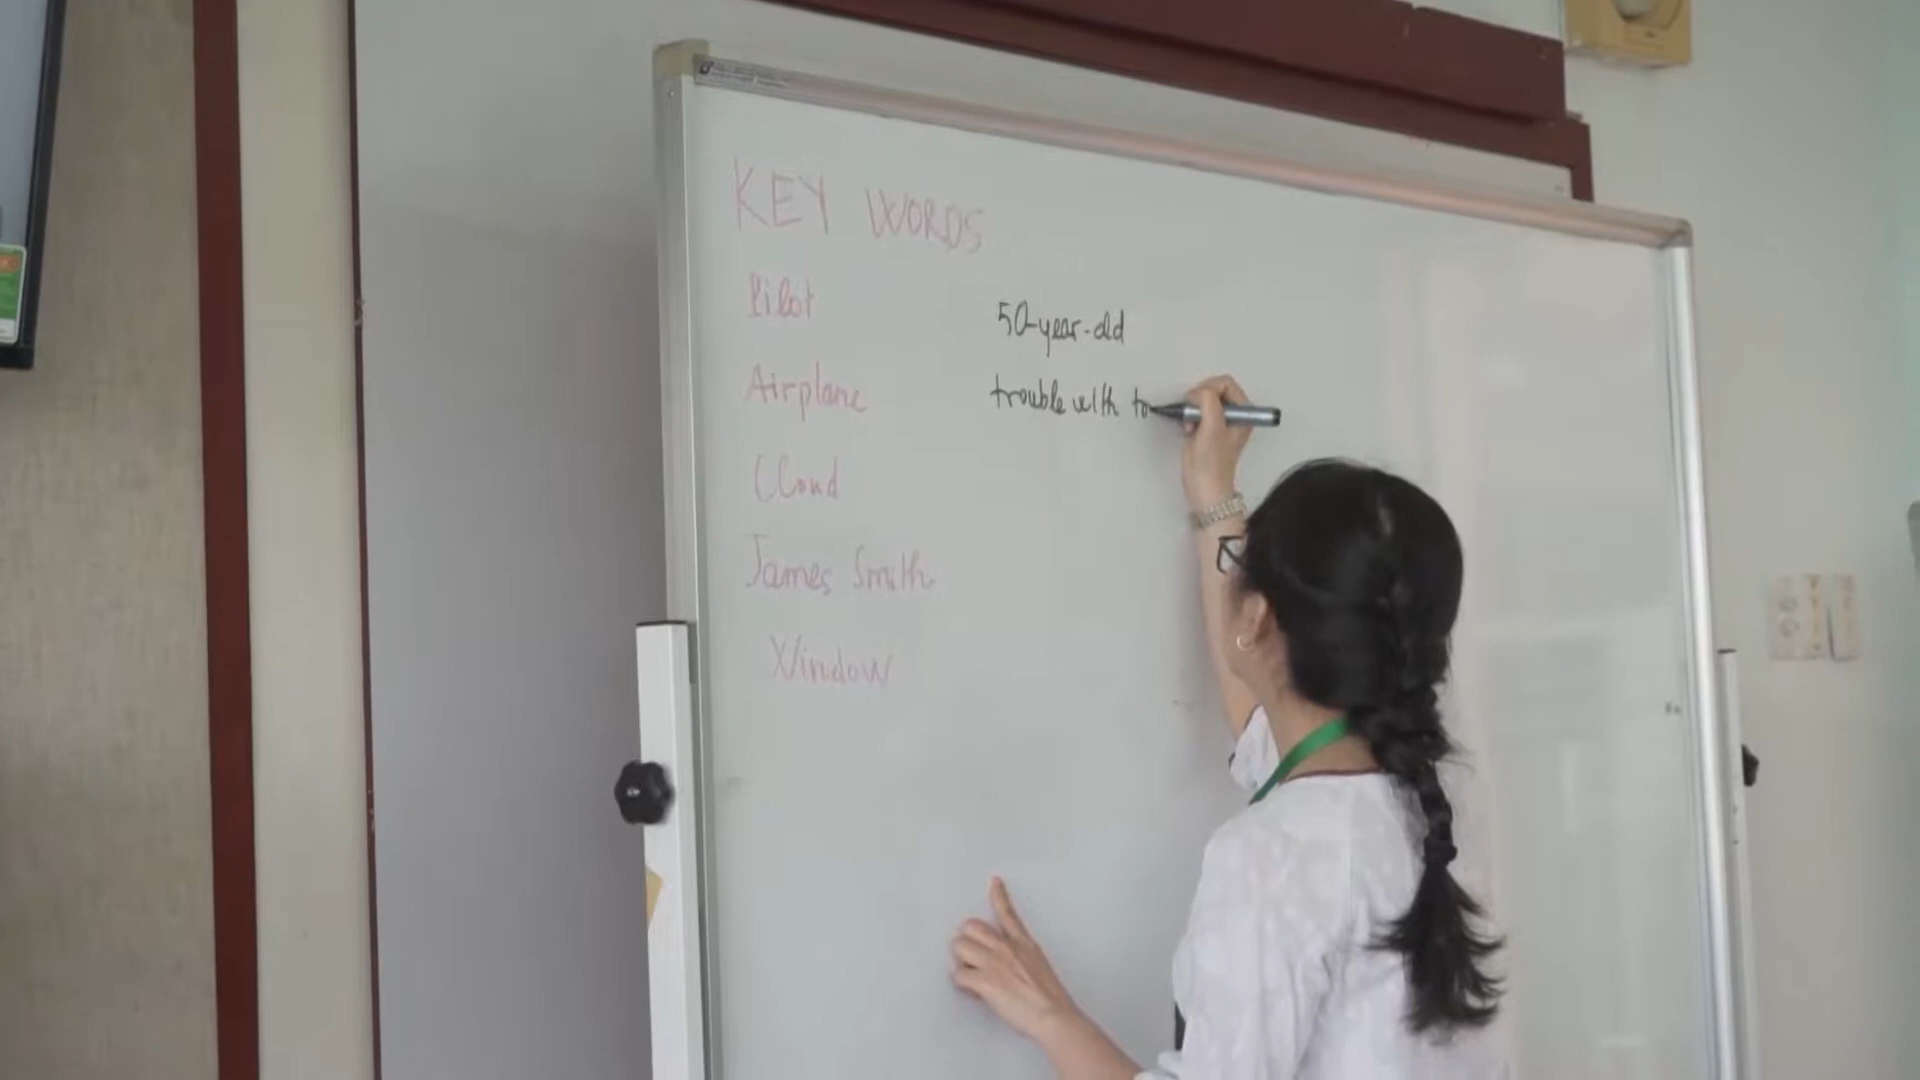 KEY WORDS
Pilot
50-year-old
Airplane
trouble with to
Cloud
James Smith
Window